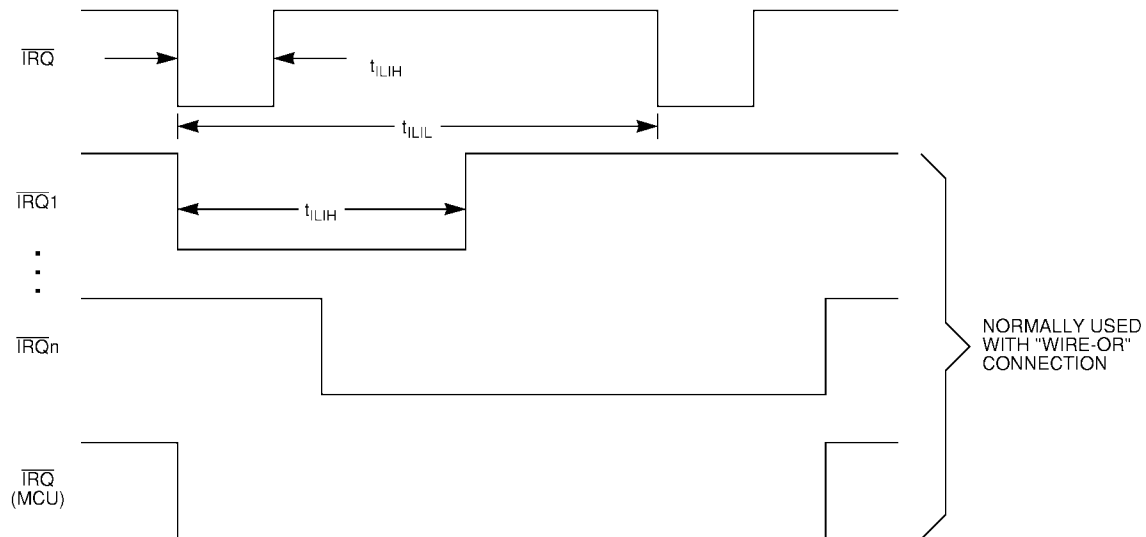 IRQ
tILIH
tILIL
IRQ1
tILIH
IRQn
NORMALLY USED
WITH "WIRE-OR"
CONNECTION
IRQ
(MCU)